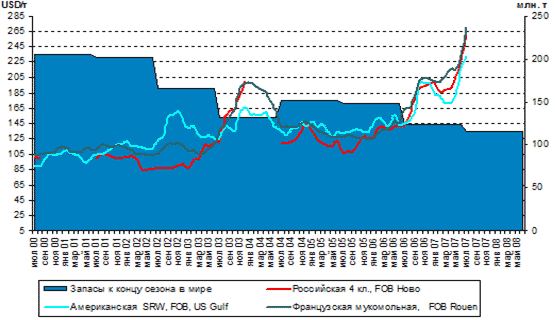 USD/т
млн. т
285
265
245
225
205
185
165
145
125
105
85
65
45
25
5
250
200
150
100
50
0
июл 00
сен 00
ноя 00
янв 01
мар 01
май 01
июл 01
сен 01
ноя 01
янв 02
мар 02
май 02
июл 02
сен 02
ноя 02
янв 03
мар 03
май 03
июл 03
сен 03
ноя 03
янв 04
мар 04
май 04
июл 04
сен 04
ноя 04
янв 05
мар 05
май 05
июл 05
сен 05
ноя 05
янв 06
мар 06
май 06
июл 06
сен 06
ноя 06
янв 07
мар 07
май 07
июл 07
сен 07
ноя 07
янв 08
мар 08
май 08
Запасы к концу сезона в мире
Российская 4 кл., FOB Ново
Американская SRW, FOB, US Gulf
Французская мукомольная, FOB Rouen